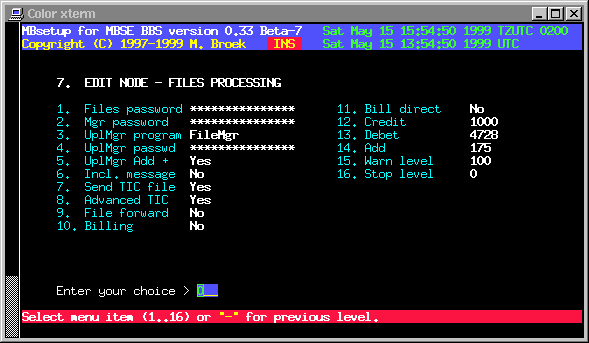 Color xterm
MBsetup for MBSE BBS version 0.33 Beta-7 Sat May 15 15:54:50 1999 TZUTC 0200
Copyright (C) 1997-1999 M. Broek INS Sat May 15 13:54:50 1999 UTC
7. EDIT NODE - FILES PROCESSING
1. Files password *************** 11. Bill direct No
2. Mgr password *************** 12. Credit 1000
3. UplMgr program FileMgr 13. Debet 4728
4. UplMgr passwd *************** 14. Add 175
5. UplMgr Add + Yes 15. Warn level 100
6. Incl. message No 16. Stop level 0
7. Send TIC file Yes
8. Advanced TIC Yes
9. File forward No
10. Billing No
Enter your choice > 0
Select menu item (1..16) or "-" for previous level.